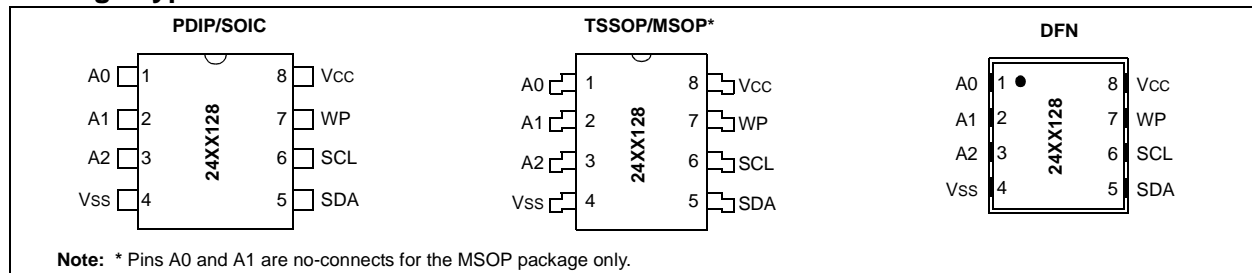 PDIP/SOIC
A0 1 8 VCC
A1 2 7 WP
A2 3 6 SCL
VSS 4 5 SDA
24XX128
TSSOP/MSOP*
A0 1 8 VCC
A1 2 7 WP
A2 3 6 SCL
VSS 4 5 SDA
24XX128
DFN
A0 1 8 VCC
A1 2 7 WP
A2 3 6 SCL
VSS 4 5 SDA
24XX128
Note: * Pins A0 and A1 are no-connects for the MSOP package only.